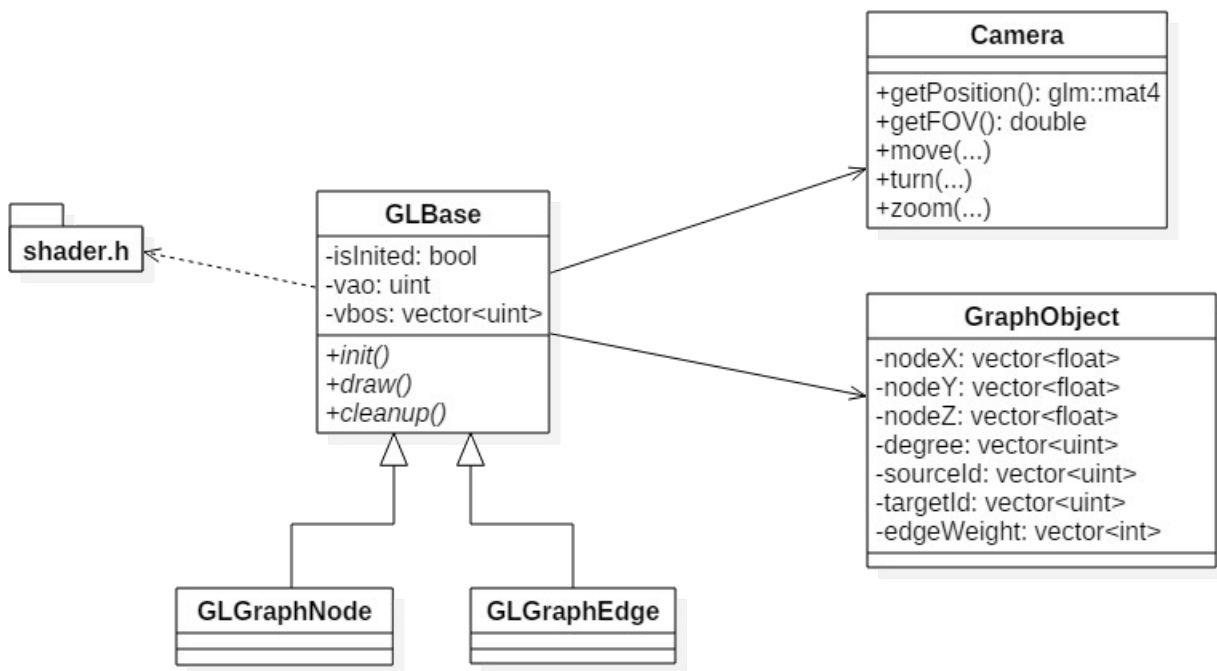 Camera
+getPosition(): glm::mat4
+getFOV(): double
+move(...)
+turn(...)
+zoom(...)
shader.h
GLBase
-isInited: bool
-vao: uint
-vbos: vector<uint>
+init()
+draw()
+cleanup()
GraphObject
-nodeX: vector<float>
-nodeY: vector<float>
-nodeZ: vector<float>
-degree: vector<uint>
-sourceId: vector<uint>
-targetId: vector<uint>
-edgeWeight: vector<int>
GLGraphNode
GLGraphEdge